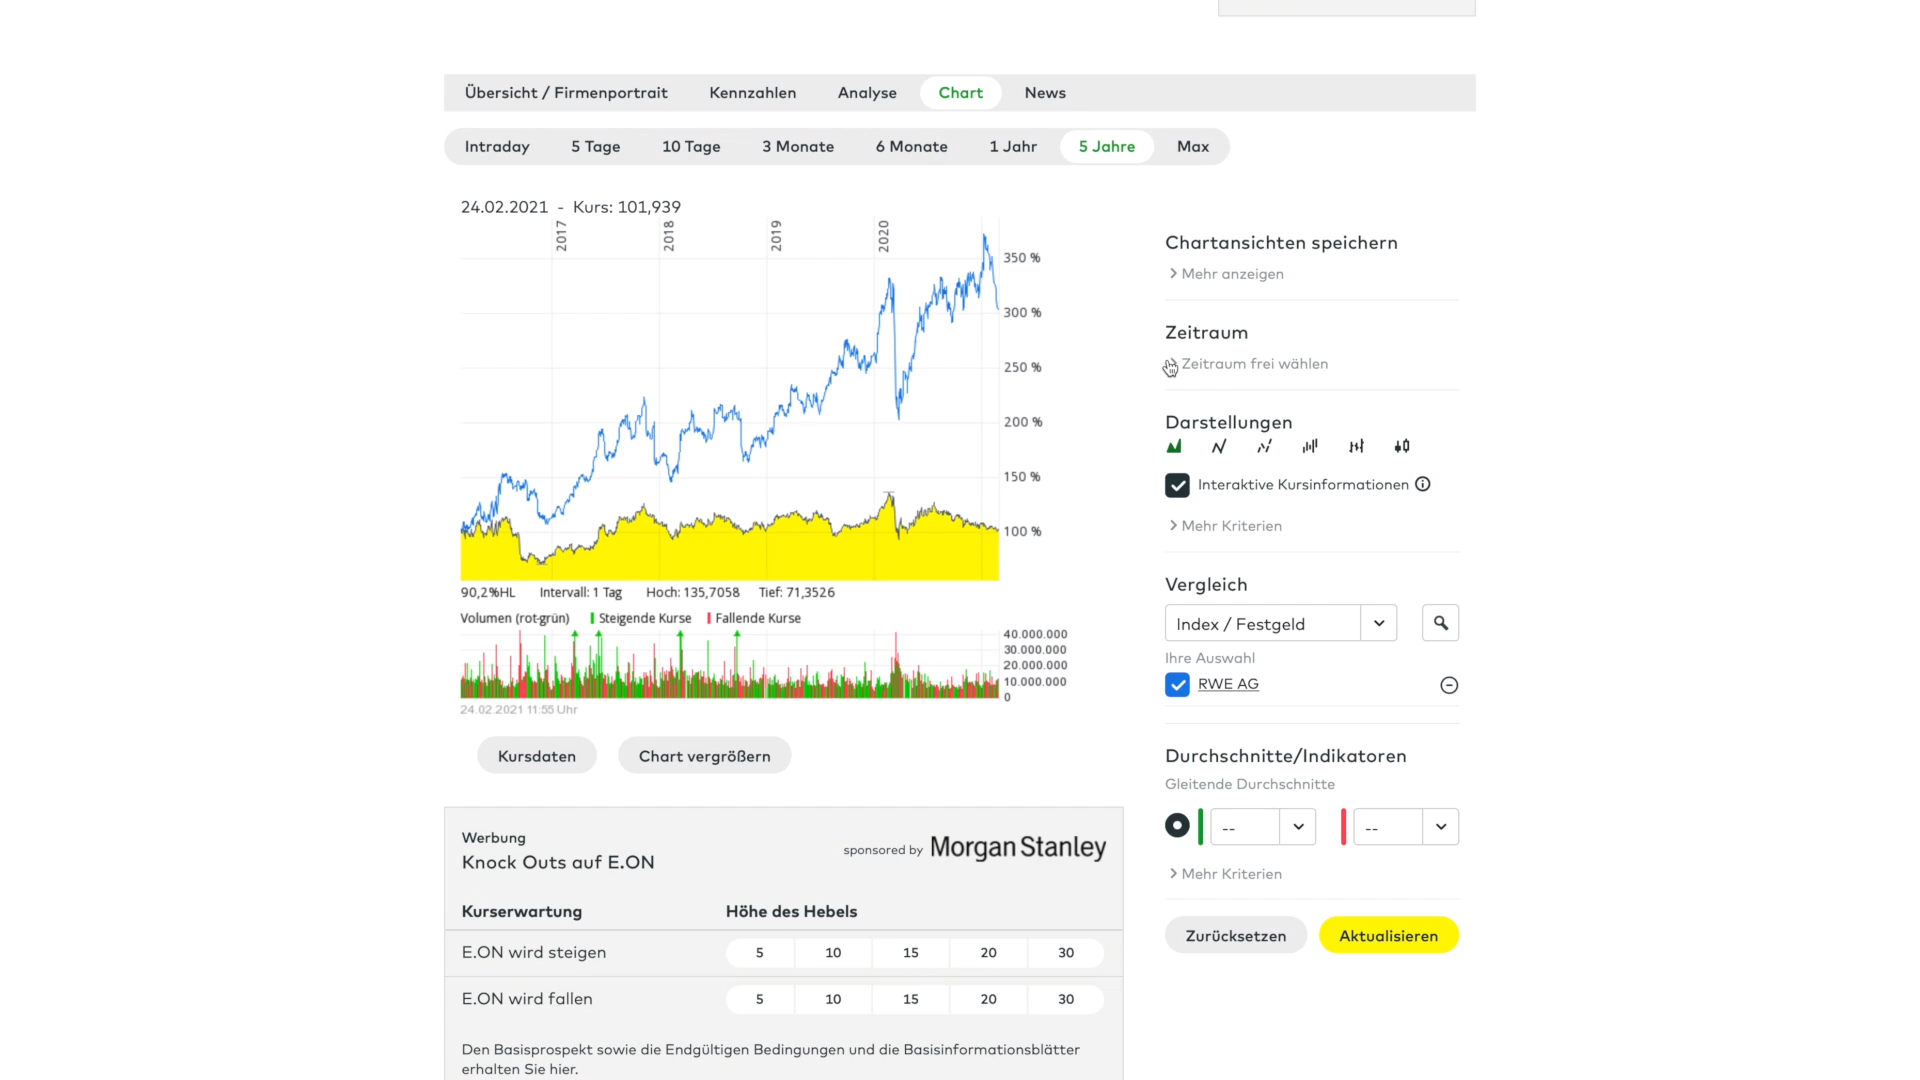 Übersicht / Firmenportrait Kennzahlen Analyse Chart News
Intraday 5 Tage 10 Tage 3 Monate 6 Monate 1 Jahr 5 Jahre Max
24.02.2021 - Kurs: 101,939
2017 2018 2019 2020
350 %
300 %
250 %
200 %
150 %
100 %
90,2%HL Intervall: 1 Tag Hoch: 135,7058 Tief: 71,3526
Volumen (rot-grün) Steigende Kurse Fallende Kurse
40.000.000
30.000.000
20.000.000
10.000.000
0
24.02.2021 11:55 Uhr
Kursdaten Chart vergrößern
Chartansichten speichern
Mehr anzeigen
Zeitraum
Zeitraum frei wählen
Darstellungen
Interaktive Kursinformationen
Mehr Kriterien
Vergleich
Index / Festgeld
Ihre Auswahl
RWE AG
Durchschnitte/Indikatoren
Gleitende Durchschnitte
-- --
Mehr Kriterien
Zurücksetzen Aktualisieren
Werbung
Knock Outs auf E.ON
sponsored by Morgan Stanley
Kurserwartung Höhe des Hebels
E.ON wird steigen 5 10 15 20 30
E.ON wird fallen 5 10 15 20 30
Den Basisprospekt sowie die Endgültigen Bedingungen und die Basisinformationsblätter
erhalten Sie hier.